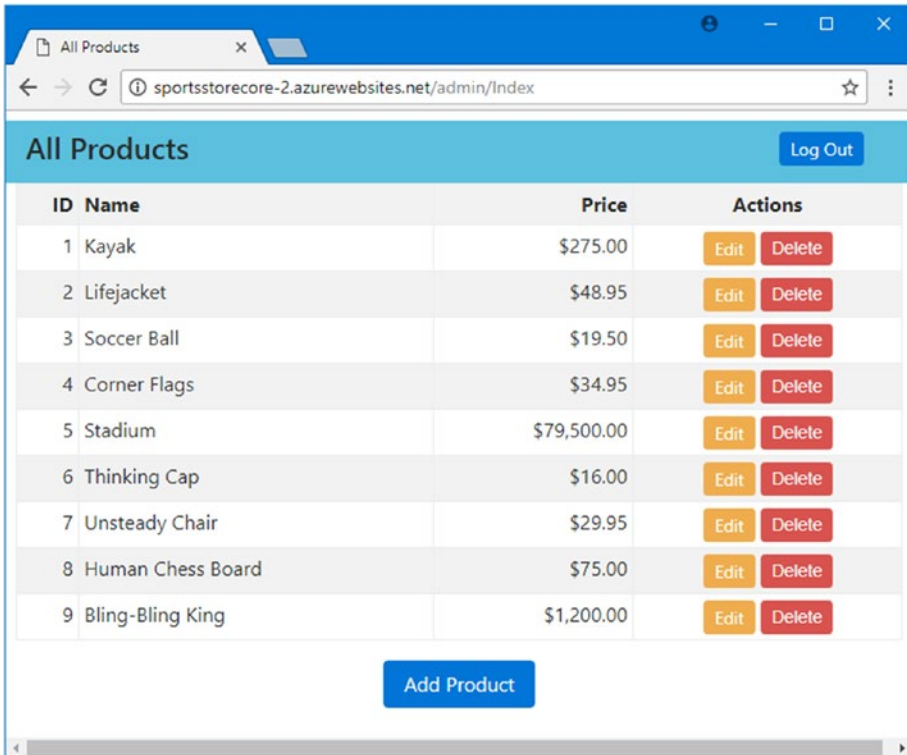 All Products
sportsstorecore-2.azurewebsites.net/admin/Index
All Products Log Out
ID Name Price Actions
1 Kayak $275.00 Edit Delete
2 Lifejacket $48.95 Edit Delete
3 Soccer Ball $19.50 Edit Delete
4 Corner Flags $34.95 Edit Delete
5 Stadium $79,500.00 Edit Delete
6 Thinking Cap $16.00 Edit Delete
7 Unsteady Chair $29.95 Edit Delete
8 Human Chess Board $75.00 Edit Delete
9 Bling-Bling King $1,200.00 Edit Delete
Add Product